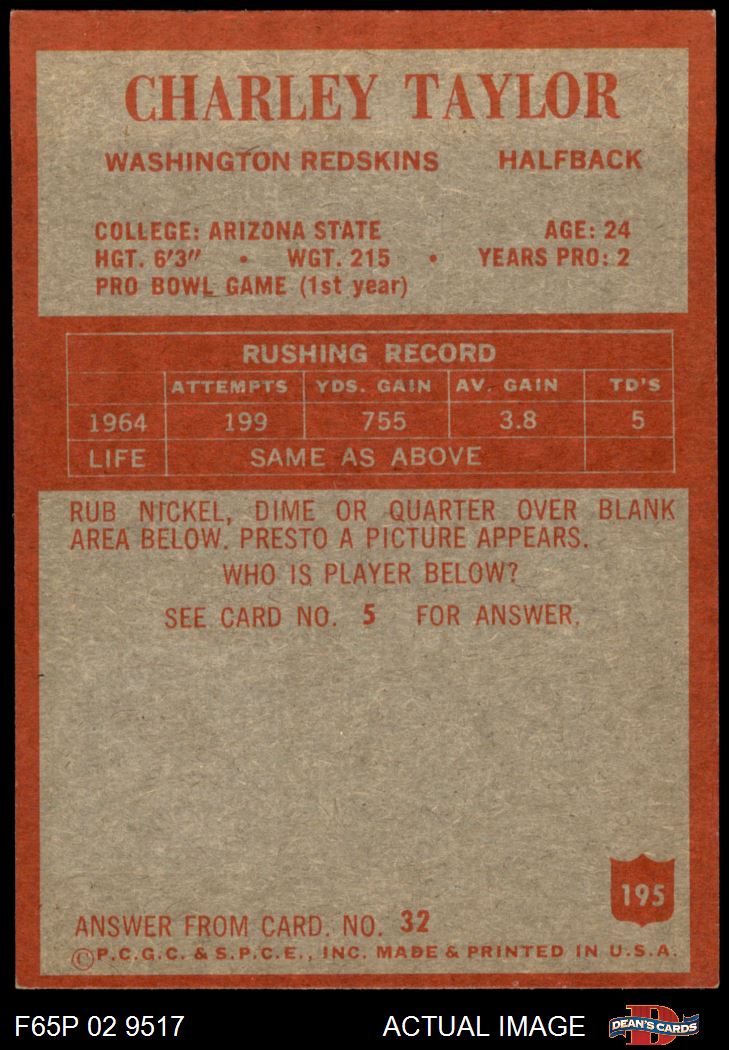 CHARLEY TAYLOR
WASHINGTON REDSKINS HALFBACK
COLLEGE: ARIZONA STATE AGE: 24
HGT. 6'3" • WGT. 215 • YEARS PRO: 2
PRO BOWL GAME (1st year)
RUSHING RECORD
ATTEMPTS YDS. GAIN AV. GAIN TD'S
1964 199 755 3.8 5
LIFE SAME AS ABOVE
RUB NICKEL, DIME OR QUARTER OVER BLANK
AREA BELOW. PRESTO A PICTURE APPEARS.
WHO IS PLAYER BELOW?
SEE CARD NO. 5 FOR ANSWER.
195
ANSWER FROM CARD. NO. 32
©P.C.G.C. & S.P.C.E., INC. MADE & PRINTED IN U.S.A.
F65P 02 9517 ACTUAL IMAGE D DEAN'S CARDS